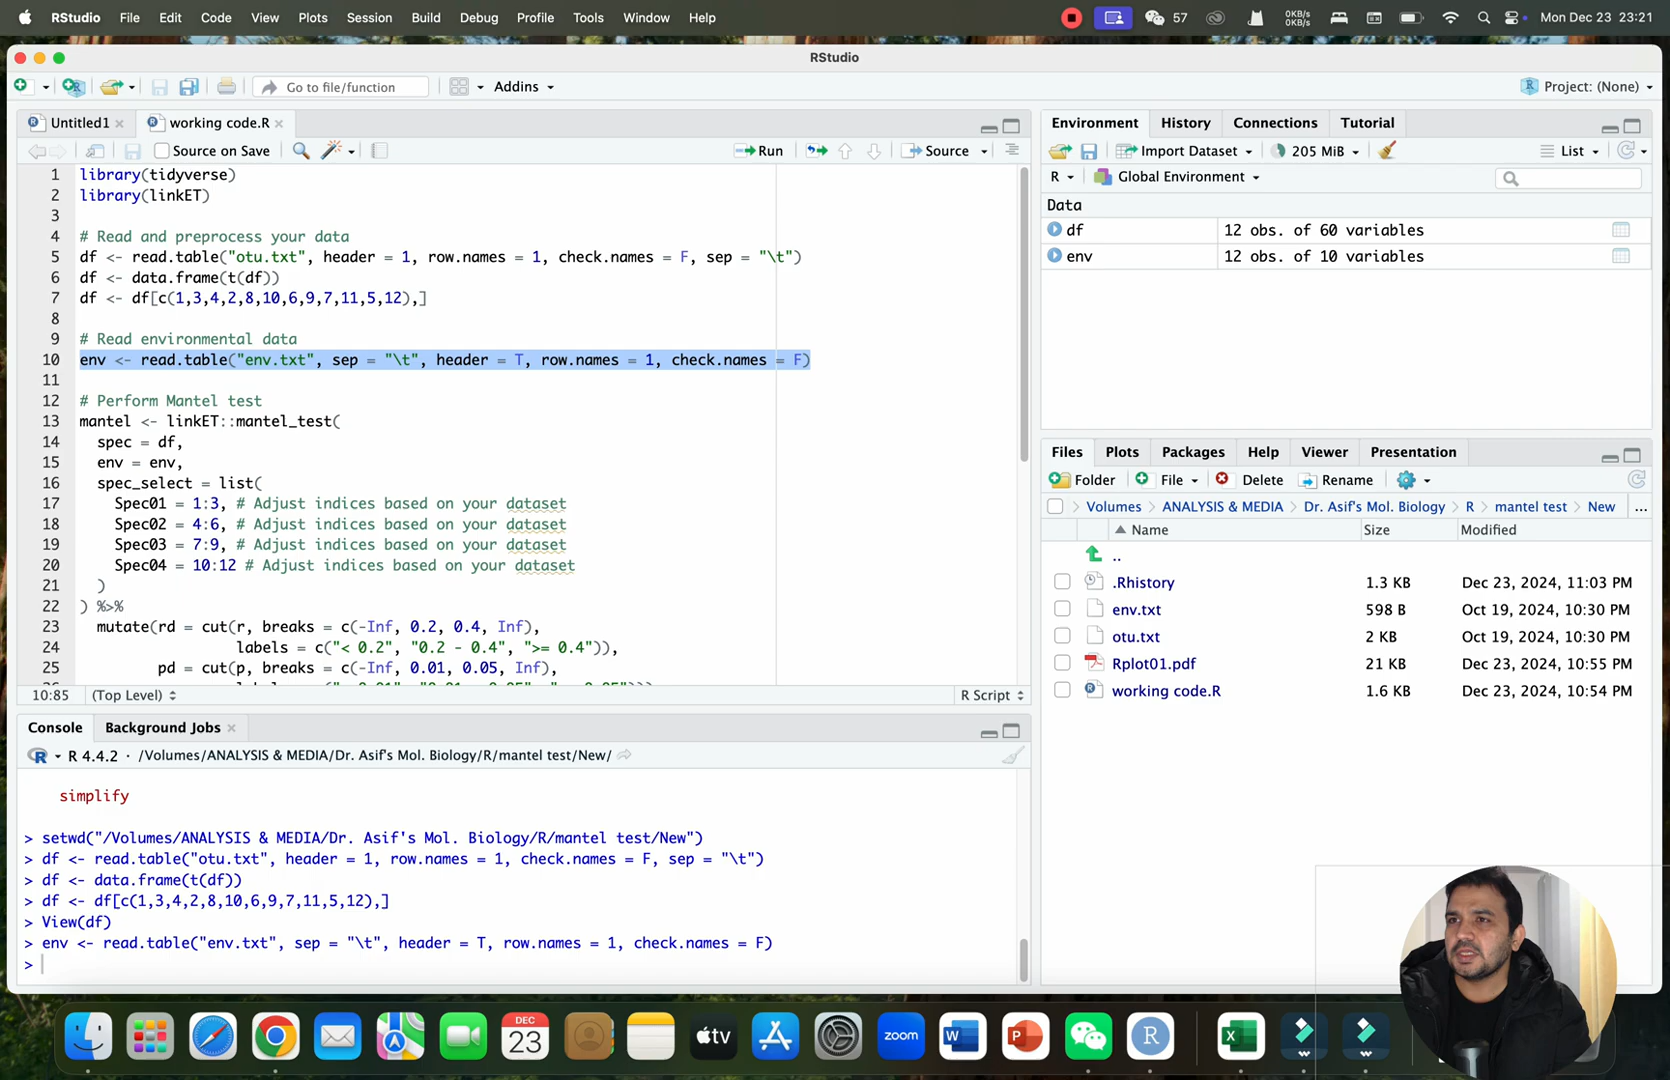 RStudio File Edit Code View Plots Session Build Debug Profile Tools Window Help 57 0KB/s 0KB/s Mon Dec 23 23:21
RStudio
Go to file/function Addins Project: (None)
Untitled1 working code.R
Source on Save Run Source
1 library(tidyverse)
2 library(linkET)
3
4 # Read and preprocess your data
5 df <- read.table("otu.txt", header = 1, row.names = 1, check.names = F, sep = "\t")
6 df <- data.frame(t(df))
7 df <- df[c(1,3,4,2,8,10,6,9,7,11,5,12),]
8
9 # Read environmental data
10 env <- read.table("env.txt", sep = "\t", header = T, row.names = 1, check.names = F)
11
12 # Perform Mantel test
13 mantel <- linkET::mantel_test(
14 spec = df,
15 env = env,
16 spec_select = list(
17 Spec01 = 1:3, # Adjust indices based on your dataset
18 Spec02 = 4:6, # Adjust indices based on your dataset
19 Spec03 = 7:9, # Adjust indices based on your dataset
20 Spec04 = 10:12 # Adjust indices based on your dataset
21 )
22 ) %>%
23 mutate(rd = cut(r, breaks = c(-Inf, 0.2, 0.4, Inf),
24 labels = c("< 0.2", "0.2 - 0.4", ">= 0.4")),
25 pd = cut(p, breaks = c(-Inf, 0.01, 0.05, Inf),
10:85 (Top Level) R Script
Console Background Jobs
R 4.4.2 · /Volumes/ANALYSIS & MEDIA/Dr. Asif's Mol. Biology/R/mantel test/New/
simplify
> setwd("/Volumes/ANALYSIS & MEDIA/Dr. Asif's Mol. Biology/R/mantel test/New")
> df <- read.table("otu.txt", header = 1, row.names = 1, check.names = F, sep = "\t")
> df <- data.frame(t(df))
> df <- df[c(1,3,4,2,8,10,6,9,7,11,5,12),]
> View(df)
> env <- read.table("env.txt", sep = "\t", header = T, row.names = 1, check.names = F)
>
Environment History Connections Tutorial
Import Dataset 205 MiB List
R Global Environment
Data
df 12 obs. of 60 variables
env 12 obs. of 10 variables
Files Plots Packages Help Viewer Presentation
Folder File Delete Rename
Volumes ANALYSIS & MEDIA Dr. Asif's Mol. Biology R mantel test New ...
Name Size Modified
..
.Rhistory 1.3 KB Dec 23, 2024, 11:03 PM
env.txt 598 B Oct 19, 2024, 10:30 PM
otu.txt 2 KB Oct 19, 2024, 10:30 PM
Rplot01.pdf 21 KB Dec 23, 2024, 10:55 PM
working code.R 1.6 KB Dec 23, 2024, 10:54 PM
DEC
23
tv
zoom
W
P
R
X